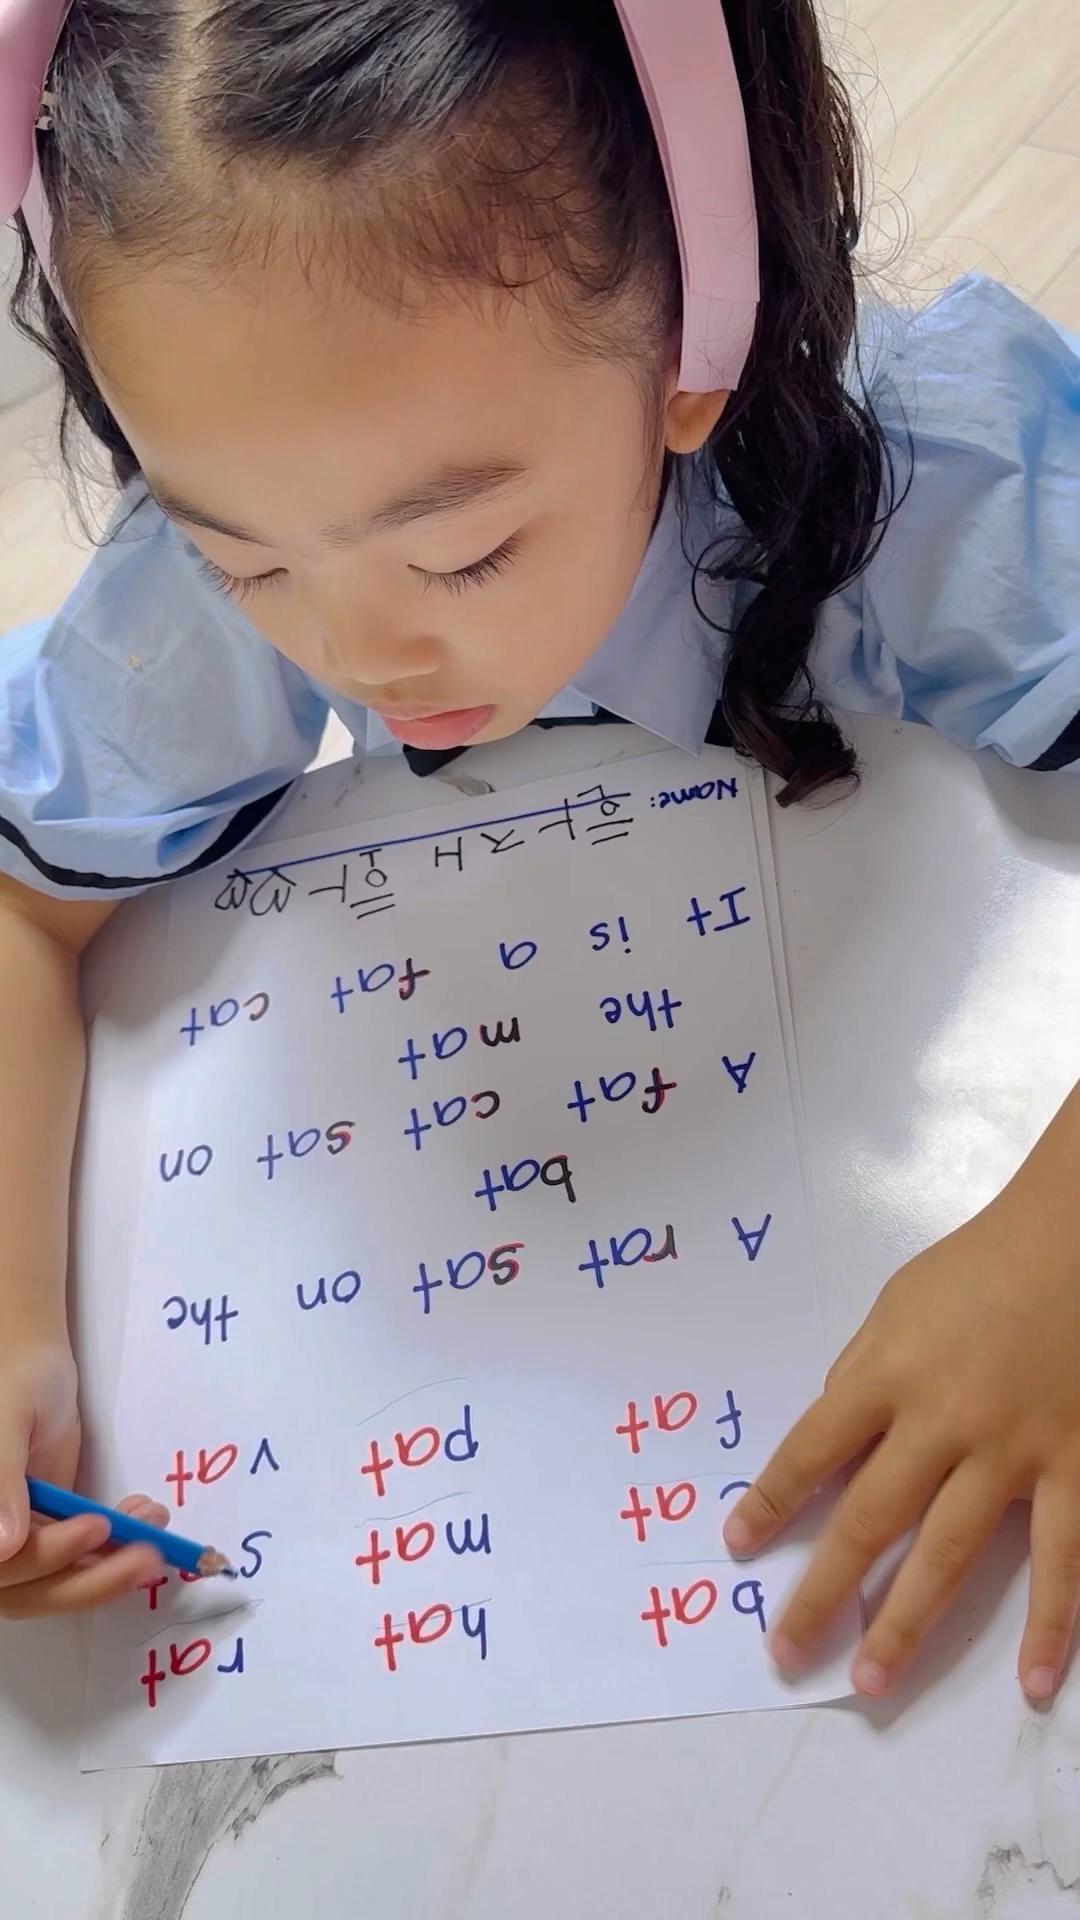 bat hat rat
cat mat sat
fat pat vat
A rat sat on the
bat
A fat cat sat on
the mat
It is a fat cat
Name: